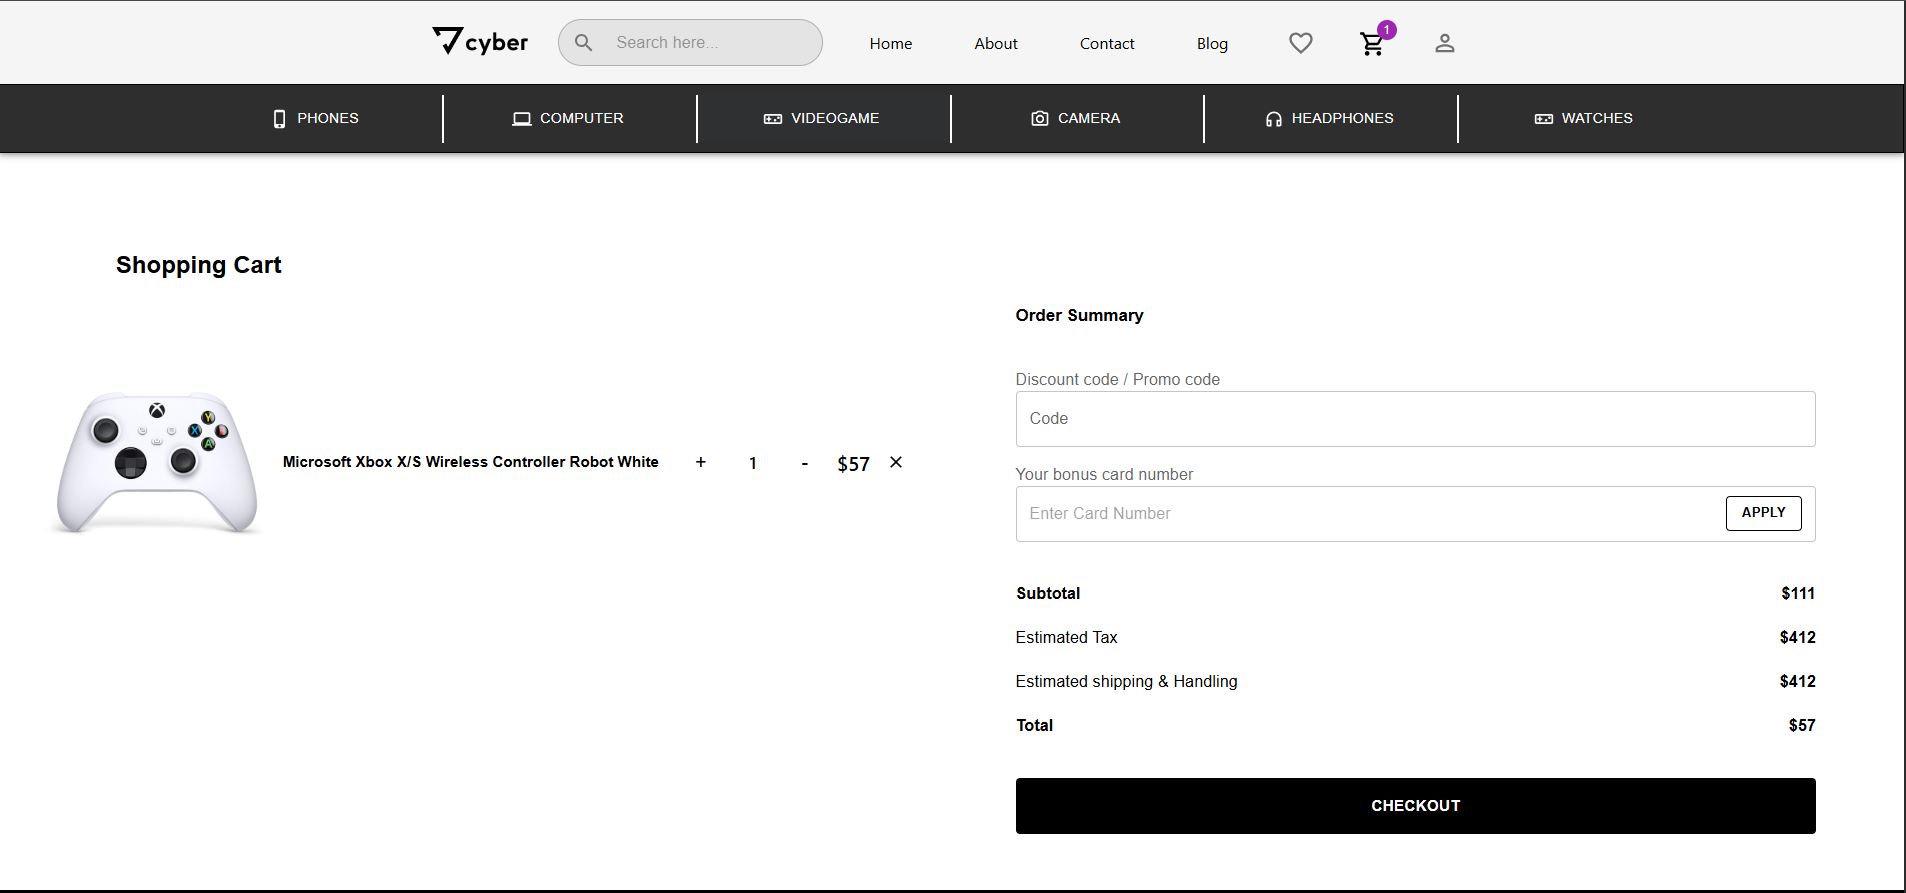 cyber
Search here...
Home
About
Contact
Blog
1
PHONES
COMPUTER
VIDEOGAME
CAMERA
HEADPHONES
WATCHES
Shopping Cart
Order Summary
Discount code / Promo code
Code
Y
X
A
Microsoft Xbox X/S Wireless Controller Robot White + 1 - $57 ×
Your bonus card number
Enter Card Number
APPLY
Subtotal $111
Estimated Tax $412
Estimated shipping & Handling $412
Total $57
CHECKOUT